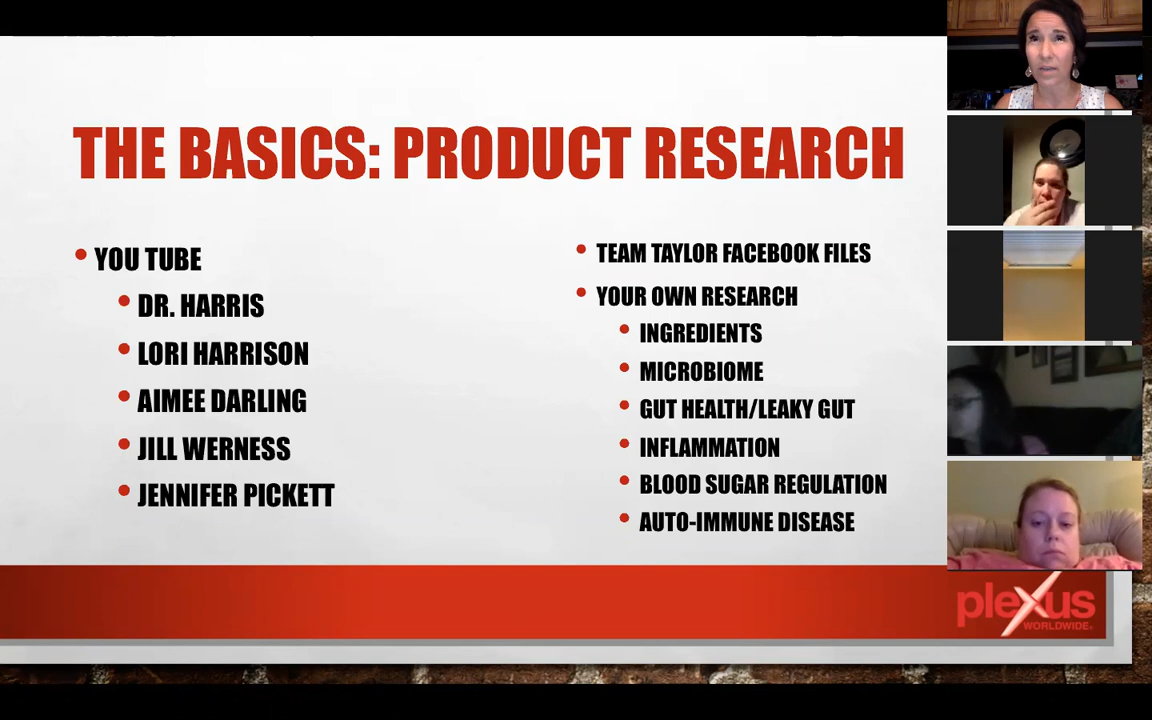 THE BASICS: PRODUCT RESEARCH
YOU TUBE
DR. HARRIS
LORI HARRISON
AIMEE DARLING
JILL WERNESS
JENNIFER PICKETT
TEAM TAYLOR FACEBOOK FILES
YOUR OWN RESEARCH
INGREDIENTS
MICROBIOME
GUT HEALTH/LEAKY GUT
INFLAMMATION
BLOOD SUGAR REGULATION
AUTO-IMMUNE DISEASE
plexus
WORLDWIDE.